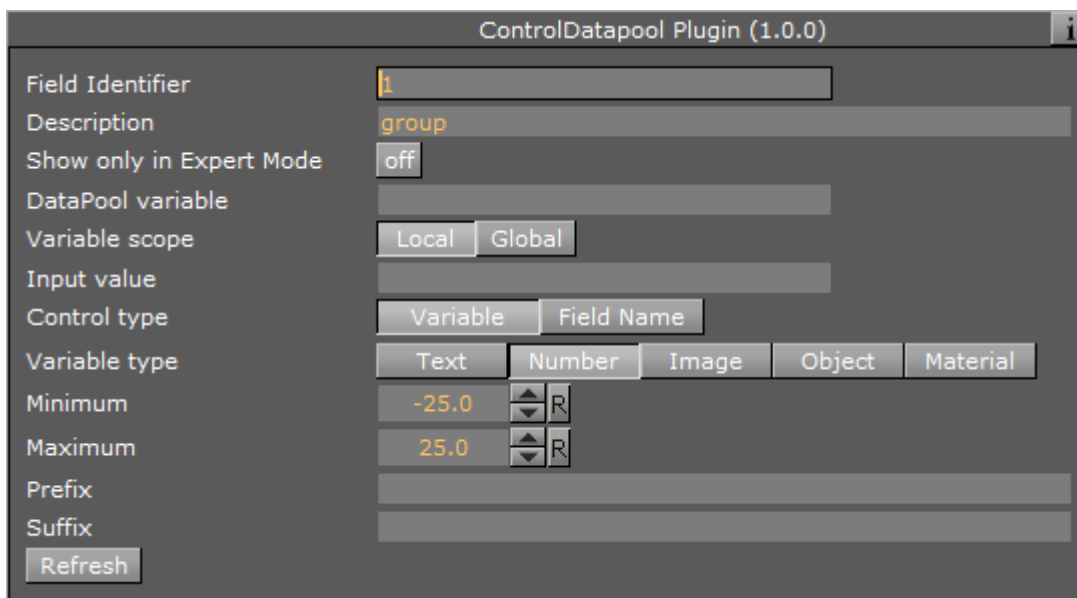 ControlDatapool Plugin (1.0.0) i
Field Identifier 1
Description group
Show only in Expert Mode off
DataPool variable
Variable scope Local Global
Input value
Control type Variable Field Name
Variable type Text Number Image Object Material
Minimum -25.0 R
Maximum 25.0 R
Prefix
Suffix
Refresh